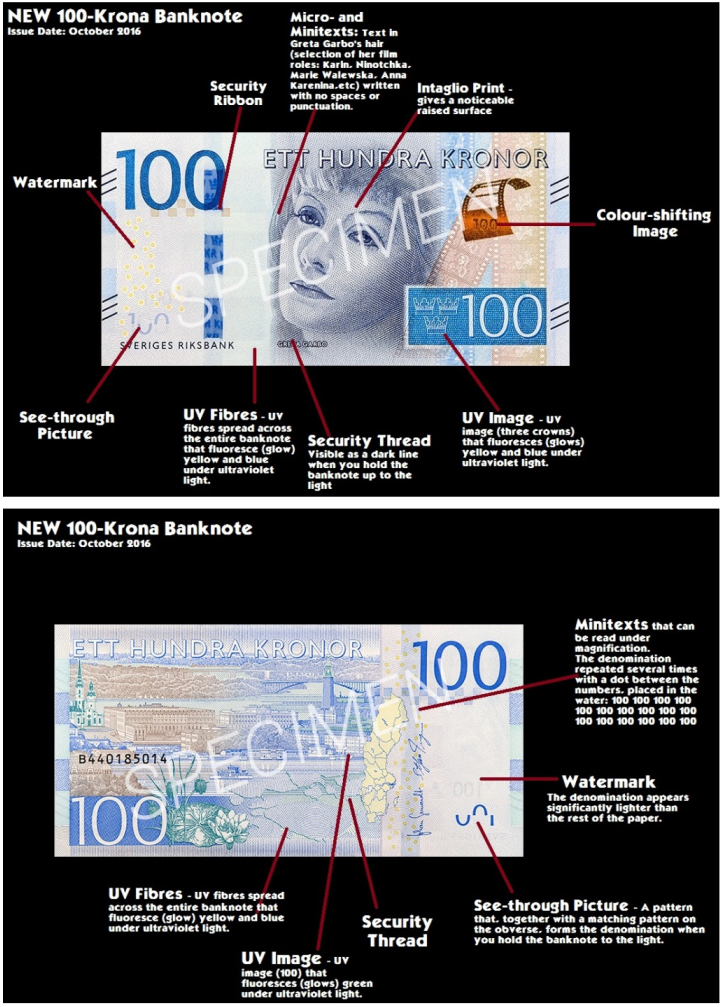 NEW 100-Krona Banknote
Issue Date: October 2016
Micro- and
Minitexts: Text in
Greta Garbo's hair
(selection of her film
roles: Karin, Ninotchka,
Marie Walewska, Anna
Karenina,etc) written
with no spaces or
punctuation.
Security
Ribbon
Intaglio Print -
gives a noticeable
raised surface
Watermark
100
ETT HUNDRA KRONOR
100
Colour-shifting
Image
SPECIMEN
100
SVERIGES RIKSBANK
GRETA GARBO
See-through
Picture
UV Fibres - UV
fibres spread across
the entire banknote
that fluoresce (glow)
yellow and blue
under ultraviolet
light.
Security Thread
Visible as a dark line
when you hold the
banknote up to the
light
UV Image - UV
image (three crowns)
that fluoresces (glows)
yellow and blue under
ultraviolet light.
NEW 100-Krona Banknote
Issue Date: October 2016
ETT HUNDRA KRONOR
100
SPECIMEN
B440185014
100
Minitexts that can
be read under
magnification.
The denomination
repeated several times
with a dot between the
numbers, placed in the
water: 100 100 100 100
100 100 100 100 100 100
100 100 100 100 100 100
Watermark
The denomination appears
significantly lighter than
the rest of the paper.
UV Fibres - UV fibres spread
across the entire banknote that
fluoresce (glow) yellow and blue
under ultraviolet light.
Security
Thread
See-through Picture - A pattern
that, together with a matching pattern on
the obverse, forms the denomination when
you hold the banknote to the light.
UV Image - UV
image (100) that
fluoresces (glows) green
under ultraviolet light.